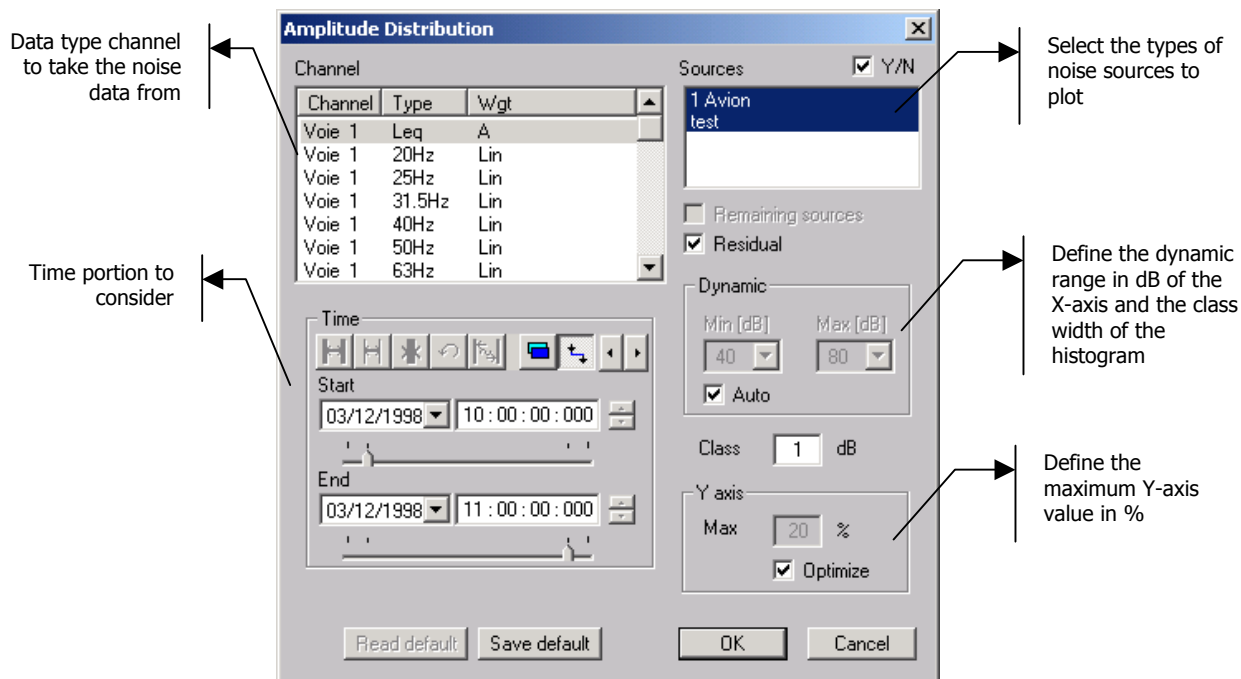 Amplitude Distribution
Data type channel
to take the noise
data from
Channel
Channel Type Wgt
Voie 1 Leq A
Voie 1 20Hz Lin
Voie 1 25Hz Lin
Voie 1 31.5Hz Lin
Voie 1 40Hz Lin
Voie 1 50Hz Lin
Voie 1 63Hz Lin
Sources Y/N
1 Avion
test
Select the types of
noise sources to
plot
Remaining sources
Residual
Time portion to
consider
Time
Start
03/12/1998 10:00:00:000
End
03/12/1998 11:00:00:000
Dynamic
Min [dB] Max [dB]
40 80
Auto
Define the dynamic
range in dB of the
X-axis and the class
width of the
histogram
Class 1 dB
Y axis
Max 20 %
Optimize
Define the
maximum Y-axis
value in %
Read default Save default OK Cancel